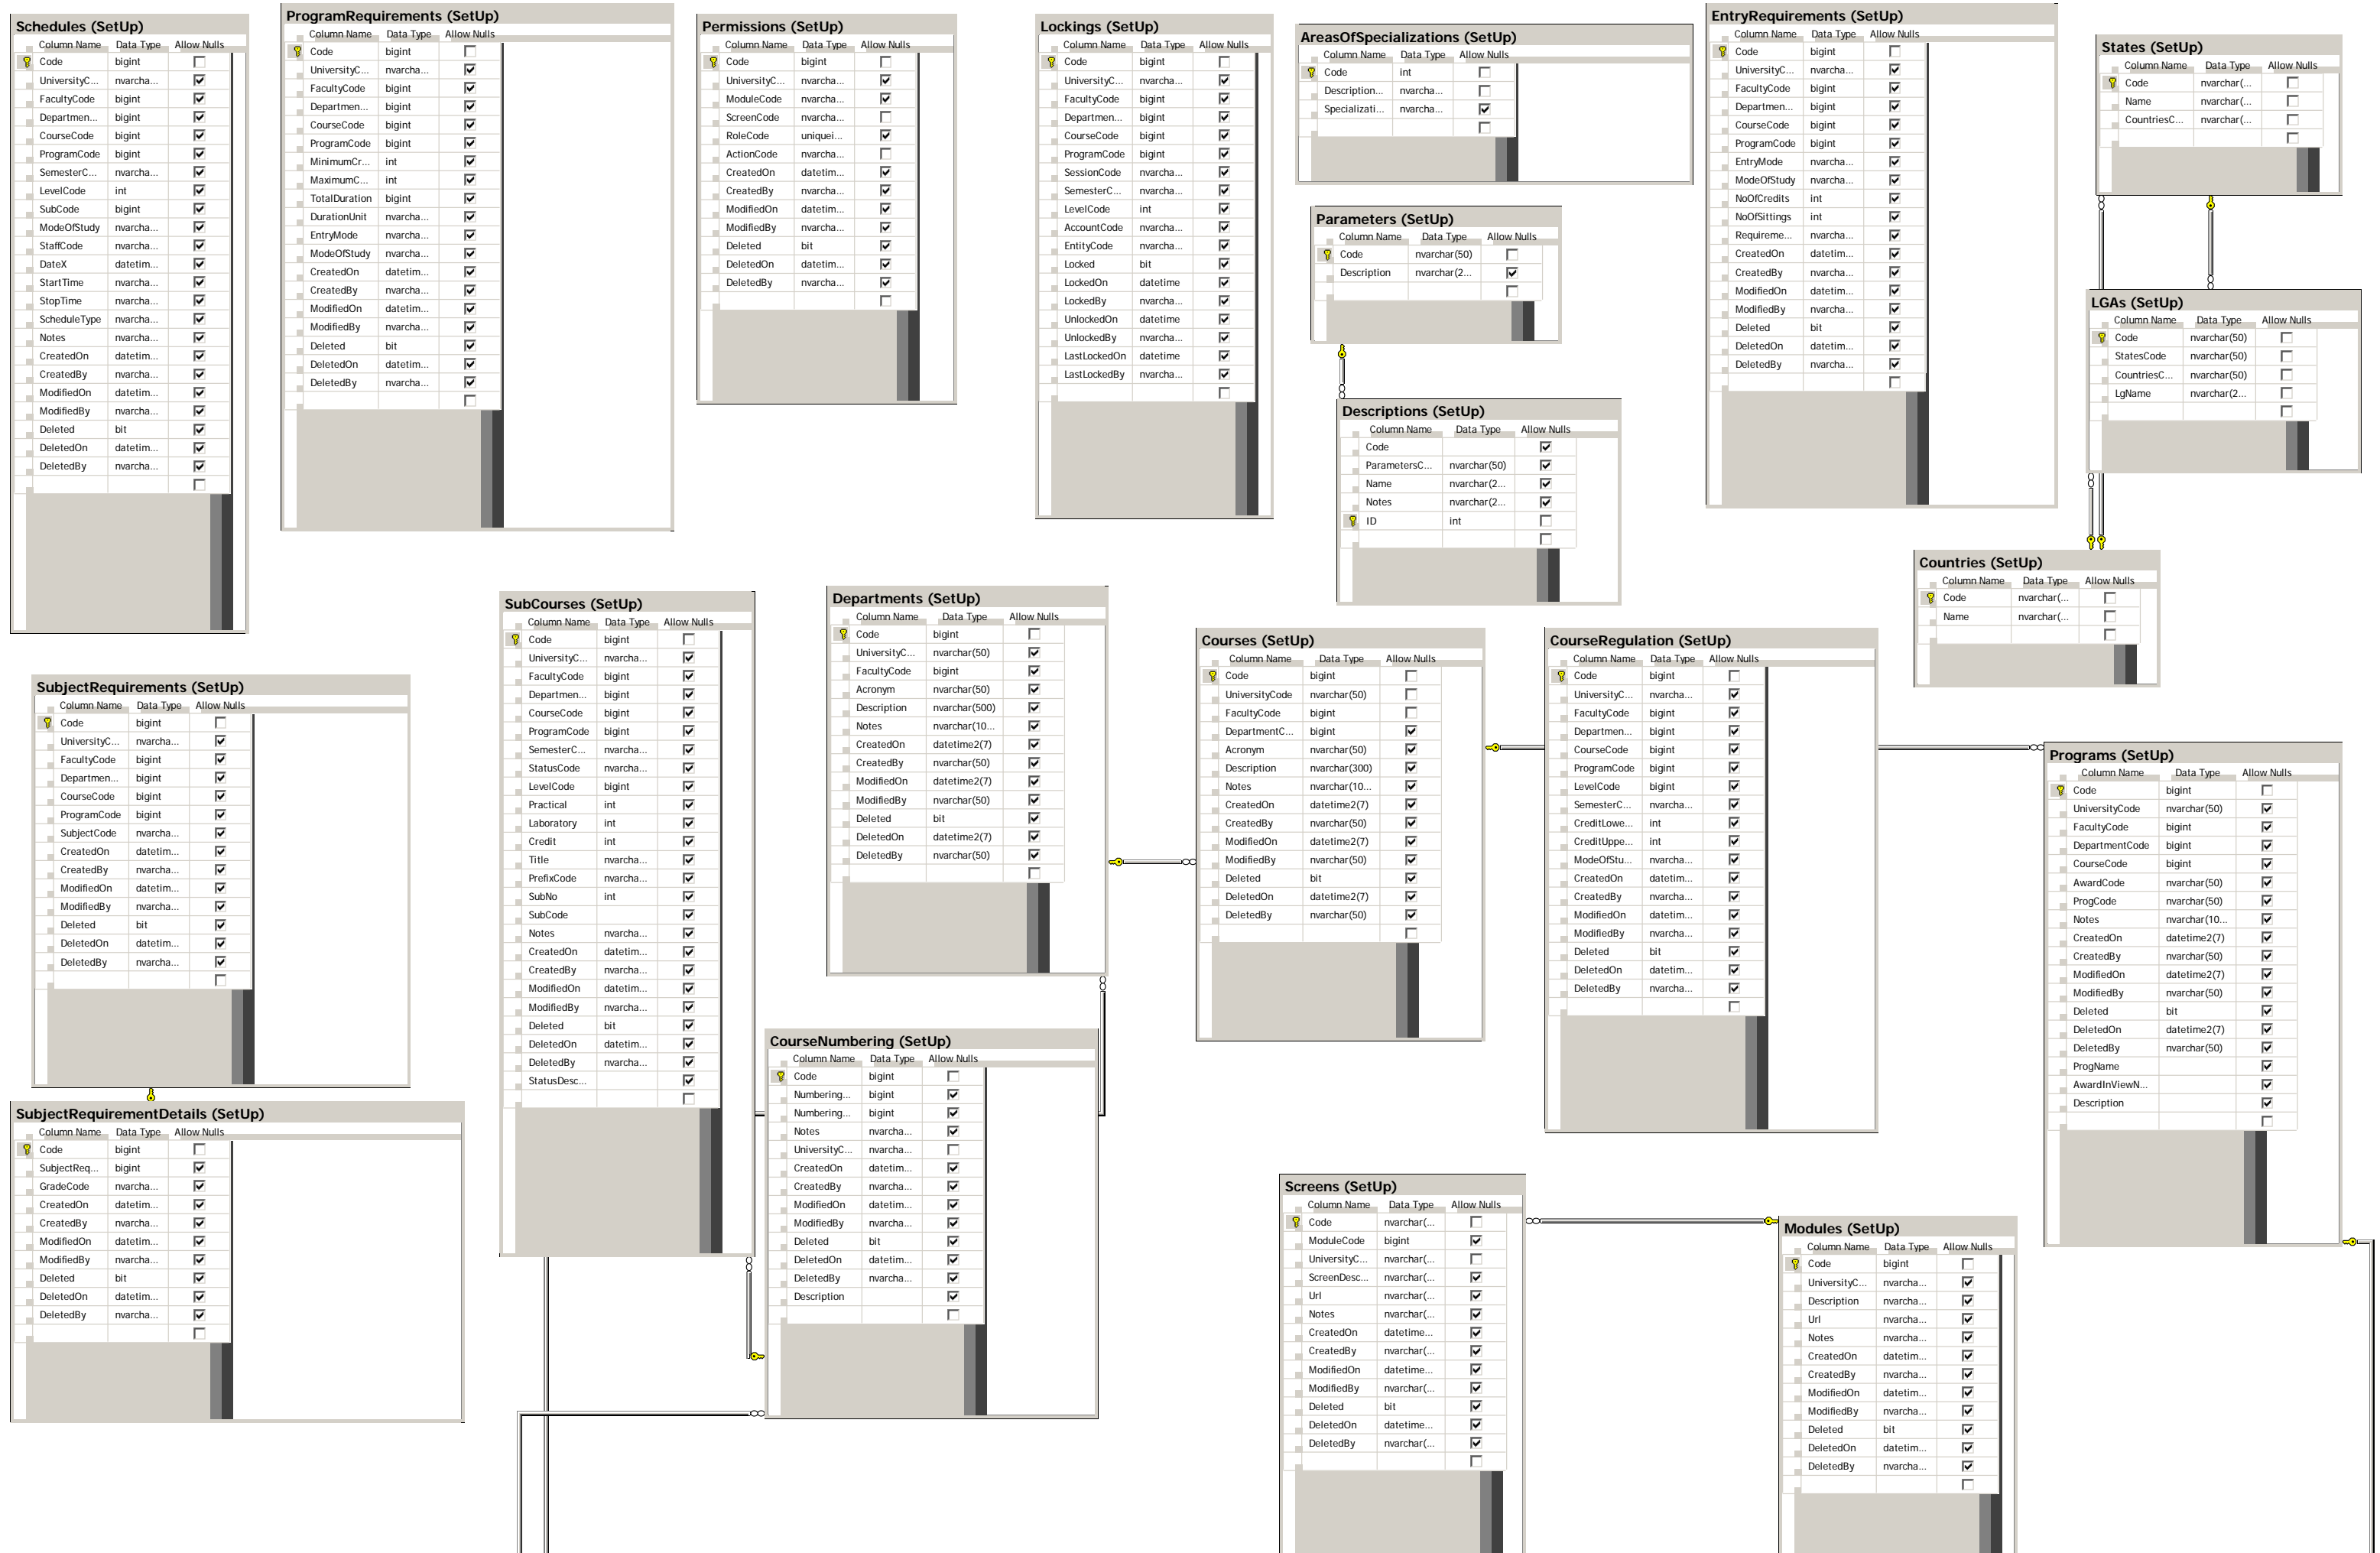 Schedules (SetUp)
Column Name Data Type Allow Nulls
Code bigint
UniversityC... nvarcha...
FacultyCode bigint
Departmen... bigint
CourseCode bigint
ProgramCode bigint
SemesterC... nvarcha...
LevelCode int
SubCode bigint
ModeOfStudy nvarcha...
StaffCode nvarcha...
DateX datetim...
StartTime nvarcha...
StopTime nvarcha...
ScheduleType nvarcha...
Notes nvarcha...
CreatedOn datetim...
CreatedBy nvarcha...
ModifiedOn datetim...
ModifiedBy nvarcha...
Deleted bit
DeletedOn datetim...
DeletedBy nvarcha...
ProgramRequirements (SetUp)
Column Name Data Type Allow Nulls
Code bigint
UniversityC... nvarcha...
FacultyCode bigint
Departmen... bigint
CourseCode bigint
ProgramCode bigint
MinimumCr... int
MaximumC... int
TotalDuration bigint
DurationUnit nvarcha...
EntryMode nvarcha...
ModeOfStudy nvarcha...
CreatedOn datetim...
CreatedBy nvarcha...
ModifiedOn datetim...
ModifiedBy nvarcha...
Deleted bit
DeletedOn datetim...
DeletedBy nvarcha...
Permissions (SetUp)
Column Name Data Type Allow Nulls
Code bigint
UniversityC... nvarcha...
ModuleCode nvarcha...
ScreenCode nvarcha...
RoleCode uniquei...
ActionCode nvarcha...
CreatedOn datetim...
CreatedBy nvarcha...
ModifiedOn datetim...
ModifiedBy nvarcha...
Deleted bit
DeletedOn datetim...
DeletedBy nvarcha...
Lockings (SetUp)
Column Name Data Type Allow Nulls
Code bigint
UniversityC... nvarcha...
FacultyCode bigint
Departmen... bigint
CourseCode bigint
ProgramCode bigint
SessionCode nvarcha...
SemesterC... nvarcha...
LevelCode int
AccountCode nvarcha...
EntityCode nvarcha...
Locked bit
LockedOn datetime
LockedBy nvarcha...
UnlockedOn datetime
UnlockedBy nvarcha...
LastLockedOn datetime
LastLockedBy nvarcha...
AreasOfSpecializations (SetUp)
Column Name Data Type Allow Nulls
Code int
Description... nvarcha...
Specializati... nvarcha...
Parameters (SetUp)
Column Name Data Type Allow Nulls
Code nvarchar(50)
Description nvarchar(2...
Descriptions (SetUp)
Column Name Data Type Allow Nulls
Code
ParametersC... nvarchar(50)
Name nvarchar(2...
Notes nvarchar(2...
ID int
EntryRequirements (SetUp)
Column Name Data Type Allow Nulls
Code bigint
UniversityC... nvarcha...
FacultyCode bigint
Departmen... bigint
CourseCode bigint
ProgramCode bigint
EntryMode nvarcha...
ModeOfStudy nvarcha...
NoOfCredits int
NoOfSittings int
Requireme... nvarcha...
CreatedOn datetim...
CreatedBy nvarcha...
ModifiedOn datetim...
ModifiedBy nvarcha...
Deleted bit
DeletedOn datetim...
DeletedBy nvarcha...
States (SetUp)
Column Name Data Type Allow Nulls
Code nvarchar(...
Name nvarchar(...
CountriesC... nvarchar(...
LGAs (SetUp)
Column Name Data Type Allow Nulls
Code nvarchar(50)
StatesCode nvarchar(50)
CountriesC... nvarchar(50)
LgName nvarchar(2...
Countries (SetUp)
Column Name Data Type Allow Nulls
Code nvarchar(...
Name nvarchar(...
SubjectRequirements (SetUp)
Column Name Data Type Allow Nulls
Code bigint
UniversityC... nvarcha...
FacultyCode bigint
Departmen... bigint
CourseCode bigint
ProgramCode bigint
SubjectCode nvarcha...
CreatedOn datetim...
CreatedBy nvarcha...
ModifiedOn datetim...
ModifiedBy nvarcha...
Deleted bit
DeletedOn datetim...
DeletedBy nvarcha...
SubjectRequirementDetails (SetUp)
Column Name Data Type Allow Nulls
Code bigint
SubjectReq... bigint
GradeCode nvarcha...
CreatedOn datetim...
CreatedBy nvarcha...
ModifiedOn datetim...
ModifiedBy nvarcha...
Deleted bit
DeletedOn datetim...
DeletedBy nvarcha...
SubCourses (SetUp)
Column Name Data Type Allow Nulls
Code bigint
UniversityC... nvarcha...
FacultyCode bigint
Departmen... bigint
CourseCode bigint
ProgramCode bigint
SemesterC... nvarcha...
StatusCode nvarcha...
LevelCode bigint
Practical int
Laboratory int
Credit int
Title nvarcha...
PrefixCode nvarcha...
SubNo int
SubCode
Notes nvarcha...
CreatedOn datetim...
CreatedBy nvarcha...
ModifiedOn datetim...
ModifiedBy nvarcha...
Deleted bit
DeletedOn datetim...
DeletedBy nvarcha...
StatusDesc...
Departments (SetUp)
Column Name Data Type Allow Nulls
Code bigint
UniversityC... nvarchar(50)
FacultyCode bigint
Acronym nvarchar(50)
Description nvarchar(500)
Notes nvarchar(10...
CreatedOn datetime2(7)
CreatedBy nvarchar(50)
ModifiedOn datetime2(7)
ModifiedBy nvarchar(50)
Deleted bit
DeletedOn datetime2(7)
DeletedBy nvarchar(50)
CourseNumbering (SetUp)
Column Name Data Type Allow Nulls
Code bigint
Numbering... bigint
Numbering... bigint
Notes nvarcha...
UniversityC... nvarcha...
CreatedOn datetim...
CreatedBy nvarcha...
ModifiedOn datetim...
ModifiedBy nvarcha...
Deleted bit
DeletedOn datetim...
DeletedBy nvarcha...
Description
Courses (SetUp)
Column Name Data Type Allow Nulls
Code bigint
UniversityCode nvarchar(50)
FacultyCode bigint
DepartmentC... bigint
Acronym nvarchar(50)
Description nvarchar(300)
Notes nvarchar(10...
CreatedOn datetime2(7)
CreatedBy nvarchar(50)
ModifiedOn datetime2(7)
ModifiedBy nvarchar(50)
Deleted bit
DeletedOn datetime2(7)
DeletedBy nvarchar(50)
CourseRegulation (SetUp)
Column Name Data Type Allow Nulls
Code bigint
UniversityC... nvarcha...
FacultyCode bigint
Departmen... bigint
CourseCode bigint
ProgramCode bigint
LevelCode bigint
SemesterC... nvarcha...
CreditLowe... int
CreditUppe... int
ModeOfStu... nvarcha...
CreatedOn datetim...
CreatedBy nvarcha...
ModifiedOn datetim...
ModifiedBy nvarcha...
Deleted bit
DeletedOn datetim...
DeletedBy nvarcha...
Programs (SetUp)
Column Name Data Type Allow Nulls
Code bigint
UniversityCode nvarchar(50)
FacultyCode bigint
DepartmentCode bigint
CourseCode bigint
AwardCode nvarchar(50)
ProgCode nvarchar(50)
Notes nvarchar(10...
CreatedOn datetime2(7)
CreatedBy nvarchar(50)
ModifiedOn datetime2(7)
ModifiedBy nvarchar(50)
Deleted bit
DeletedOn datetime2(7)
DeletedBy nvarchar(50)
ProgName
AwardInViewN...
Description
Screens (SetUp)
Column Name Data Type Allow Nulls
Code nvarchar(...
ModuleCode bigint
UniversityC... nvarchar(...
ScreenDesc... nvarchar(...
Url nvarchar(...
Notes nvarchar(...
CreatedOn datetime...
CreatedBy nvarchar(...
ModifiedOn datetime...
ModifiedBy nvarchar(...
Deleted bit
DeletedOn datetime...
DeletedBy nvarchar(...
Modules (SetUp)
Column Name Data Type Allow Nulls
Code bigint
UniversityC... nvarcha...
Description nvarcha...
Url nvarcha...
Notes nvarcha...
CreatedOn datetim...
CreatedBy nvarcha...
ModifiedOn datetim...
ModifiedBy nvarcha...
Deleted bit
DeletedOn datetim...
DeletedBy nvarcha...